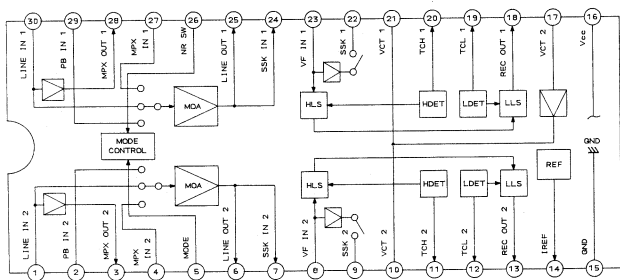 30 29 28 27 26 25 24 23 22 21 20 19 18 17 16
LINE IN 1
PB IN 1
MPX OUT 1
MPX IN 1
NR SW
LINE OUT 1
SSK IN 1
VF IN 1
SSK 1
VCT 1
TCH 1
TCL 1
REC OUT 1
VCT 2
Vcc
MOA
HLS
HDET
LDET
LLS
MODE CONTROL
GND
MOA
HLS
HDET
LDET
LLS
REF
LINE IN 2
PB IN 2
MPX OUT 2
MPX IN 2
MODE
LINE OUT 2
SSK IN 2
VF IN 2
SSK 2
VCT 2
TCH 2
TCL 2
REC OUT 2
IREF
GND
1 2 3 4 5 6 7 8 9 10 11 12 13 14 15